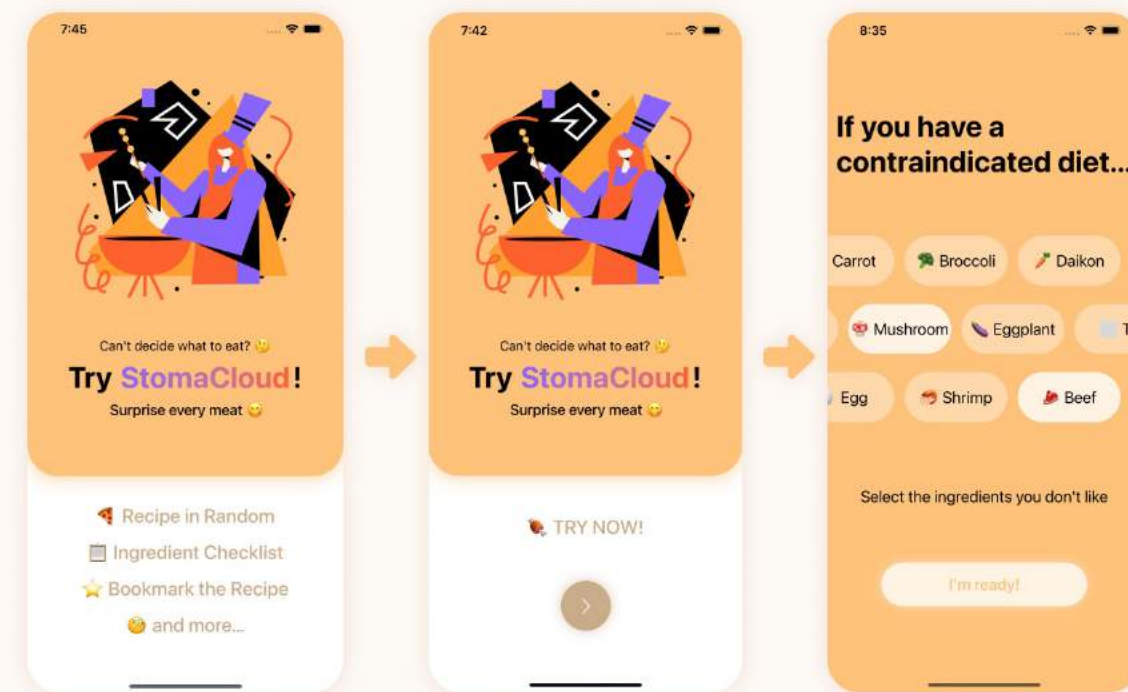 7:45
Can't decide what to eat? 🤔
Try StomaCloud!
Surprise every meat 😋
🍕 Recipe in Random
📋 Ingredient Checklist
⭐ Bookmark the Recipe
🧐 and more...
7:42
Can't decide what to eat? 🤔
Try StomaCloud!
Surprise every meat 😋
🍖 TRY NOW!
8:35
If you have a
contraindicated diet...
Carrot 🥦 Broccoli 🥕 Daikon
🍄 Mushroom 🍆 Eggplant T
Egg 🦐 Shrimp 🥩 Beef
Select the ingredients you don't like
I'm ready!